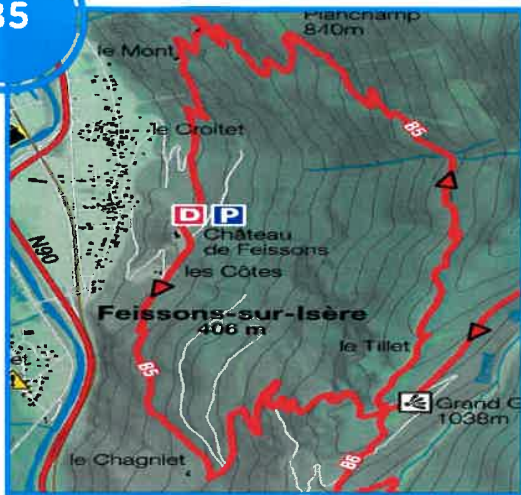 35
Planchamp
840m
le Mont
B5
le Croitet
D P
Château
de Feissons
N90
les Côtes
Feissons-sur-Isère
406 m
le Tillet
B5
Grand
1038m
le Chagniet
B6